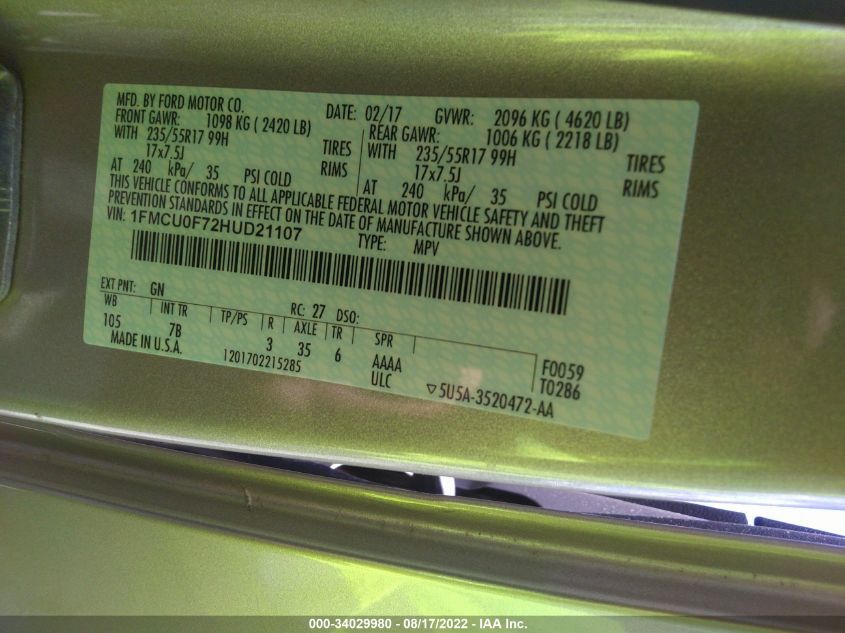 MFD. BY FORD MOTOR CO. DATE: 02/17 GVWR: 2096 KG ( 4620 LB)
FRONT GAWR: 1098 KG ( 2420 LB) REAR GAWR: 1006 KG ( 2218 LB)
WITH 235/55R17 99H TIRES WITH 235/55R17 99H TIRES
17x7.5J RIMS 17x7.5J RIMS
AT 240 kPa/ 35 PSI COLD AT 240 kPa/ 35 PSI COLD
THIS VEHICLE CONFORMS TO ALL APPLICABLE FEDERAL MOTOR VEHICLE SAFETY AND THEFT
PREVENTION STANDARDS IN EFFECT ON THE DATE OF MANUFACTURE SHOWN ABOVE.
VIN: 1FMCU0F72HUD21107 TYPE: MPV
EXT PNT: GN RC: 27 DSO:
WB INT TR TP/PS R AXLE TR SPR
105 7B 3 35 6 AAAA F0059
MADE IN U.S.A. 1201702215285 ULC T0286
▽5U5A-3520472-AA
000-34029980 - 08/17/2022 - IAA Inc.